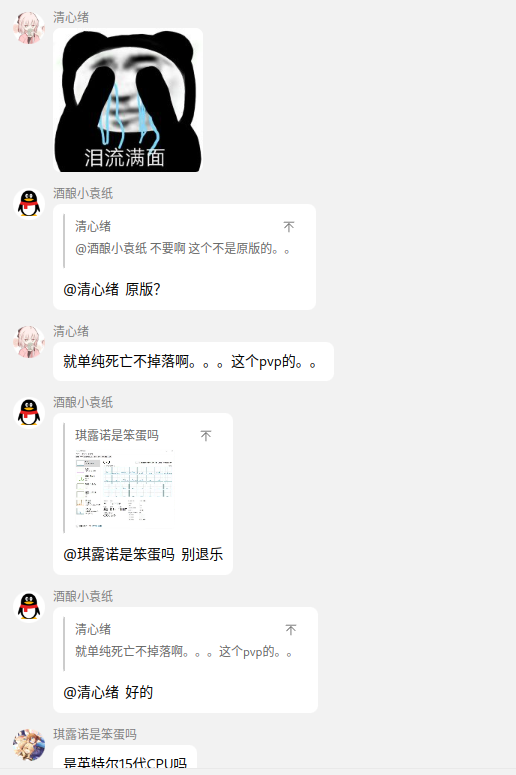 清心绪
泪流满面
酒酿小袁纸
清心绪
@酒酿小袁纸 不要啊 这个不是原版的。。
@清心绪 原版?
清心绪
就单纯死亡不掉落啊。。。这个pvp的。。
酒酿小袁纸
琪露诺是笨蛋吗
@琪露诺是笨蛋吗 别退乐
酒酿小袁纸
清心绪
就单纯死亡不掉落啊。。。这个pvp的。。
@清心绪 好的
琪露诺是笨蛋吗
是英特尔15代CPU吗